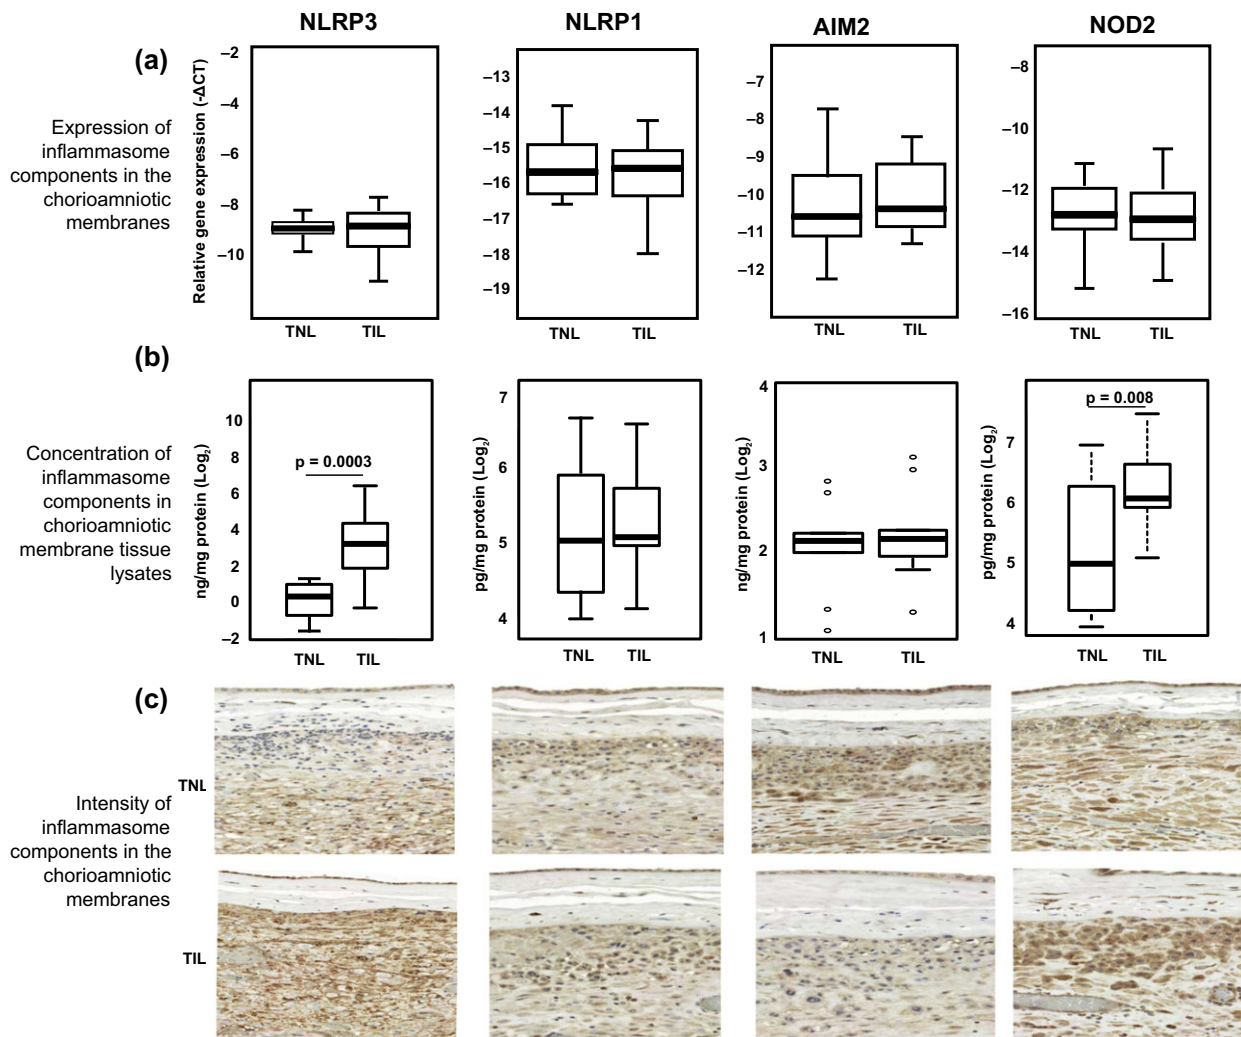 NLRP3
NLRP1
AIM2
NOD2
(a)
Expression of
inflammasome
components in the
chorioamniotic
membranes
Relative gene expression (-ΔCT)
–2
–4
–6
–8
–10
TNL
TIL
–13
–14
–15
–16
–17
–18
–19
TNL
TIL
–7
–8
–9
–10
–11
–12
TNL
TIL
–8
–10
–12
–13
–14
–16
TNL
TIL
(b)
Concentration of
inflammasome
components in
chorioamniotic
membrane tissue
lysates
ng/mg protein (Log₂)
10
8
6
4
2
0
–2
p = 0.0003
TNL
TIL
pg/mg protein (Log₂)
7
6
5
4
TNL
TIL
ng/mg protein (Log₂)
4
3
2
1
TNL
TIL
pg/mg protein (Log₂)
7
6
5
4
p = 0.008
TNL
TIL
(c)
Intensity of
inflammasome
components in the
chorioamniotic
membranes
TNL
TIL